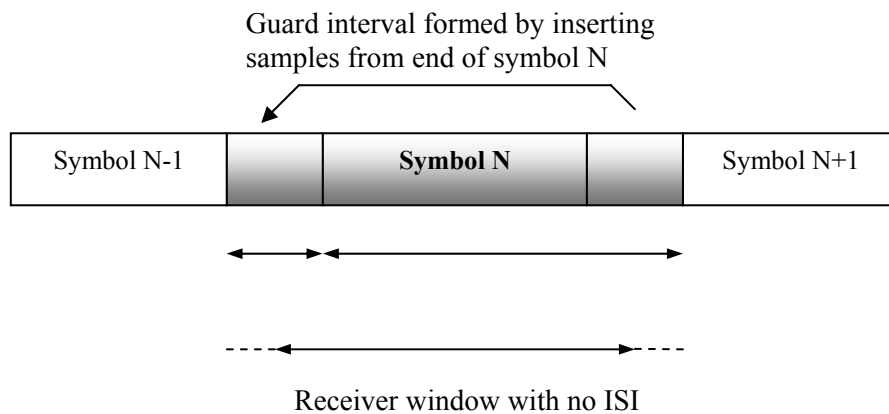 Guard interval formed by inserting
samples from end of symbol N
Symbol N-1
Symbol N
Symbol N+1
Receiver window with no ISI